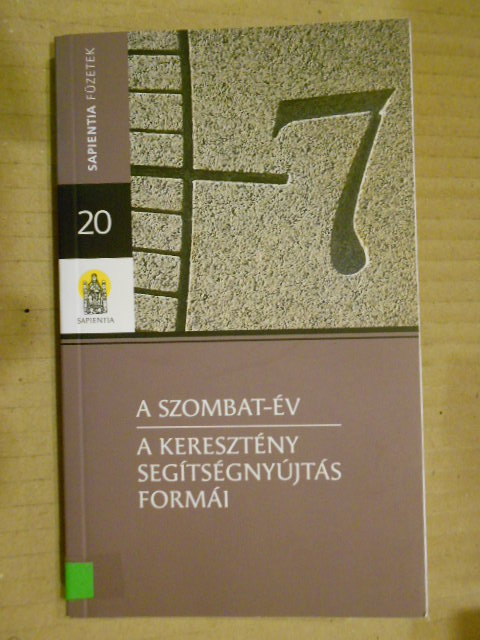 SAPIENTIA FÜZETEK
20
SAPIENTIA
7
A SZOMBAT-ÉV
A KERESZTÉNY
SEGÍTSÉGNYÚJTÁS
FORMÁI